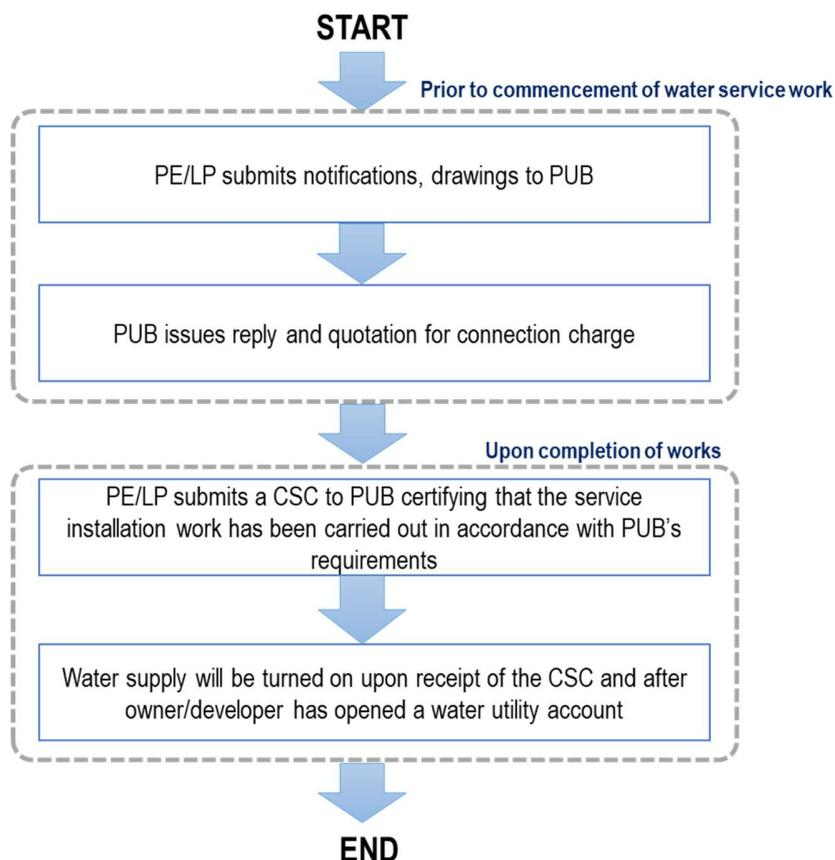 START
Prior to commencement of water service work
PE/LP submits notifications, drawings to PUB
PUB issues reply and quotation for connection charge
Upon completion of works
PE/LP submits a CSC to PUB certifying that the service
installation work has been carried out in accordance with PUB's
requirements
Water supply will be turned on upon receipt of the CSC and after
owner/developer has opened a water utility account
END